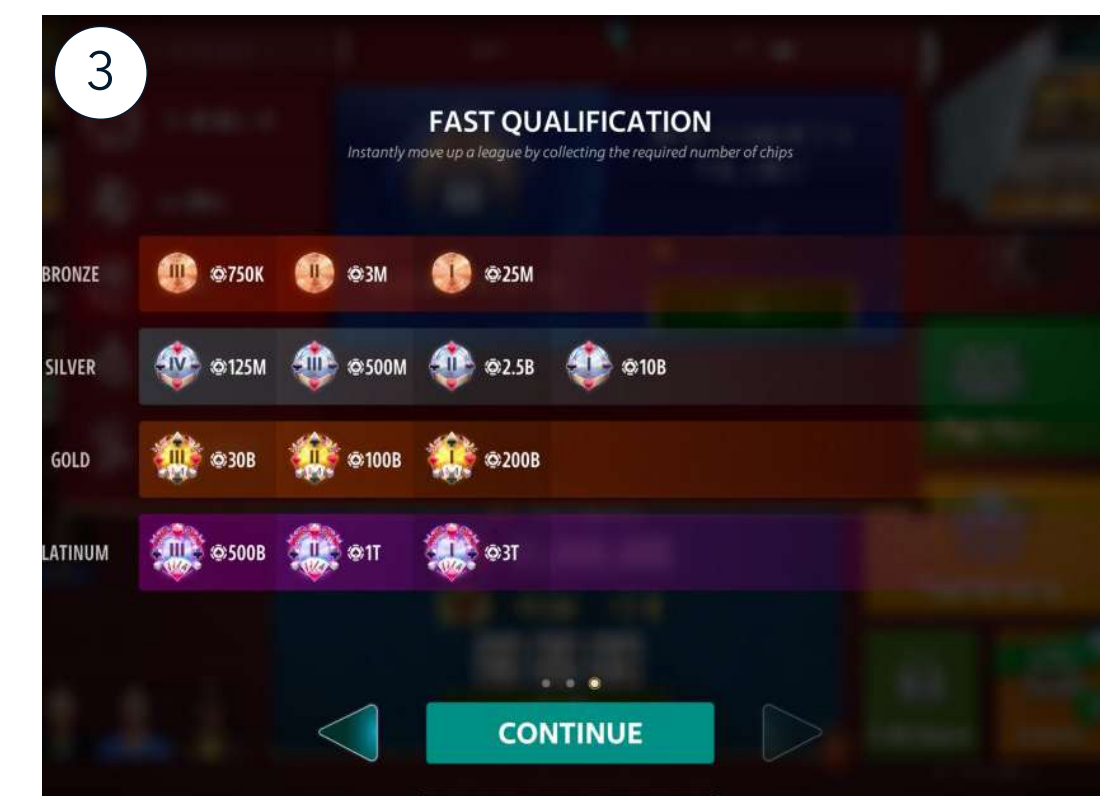 3
FAST QUALIFICATION
Instantly move up a league by collecting the required number of chips
BRONZE III 750K II 3M I 25M
SILVER IV 125M III 500M II 2.5B I 10B
GOLD III 30B II 100B I 200B
LATINUM III 500B II 1T I 3T
CONTINUE